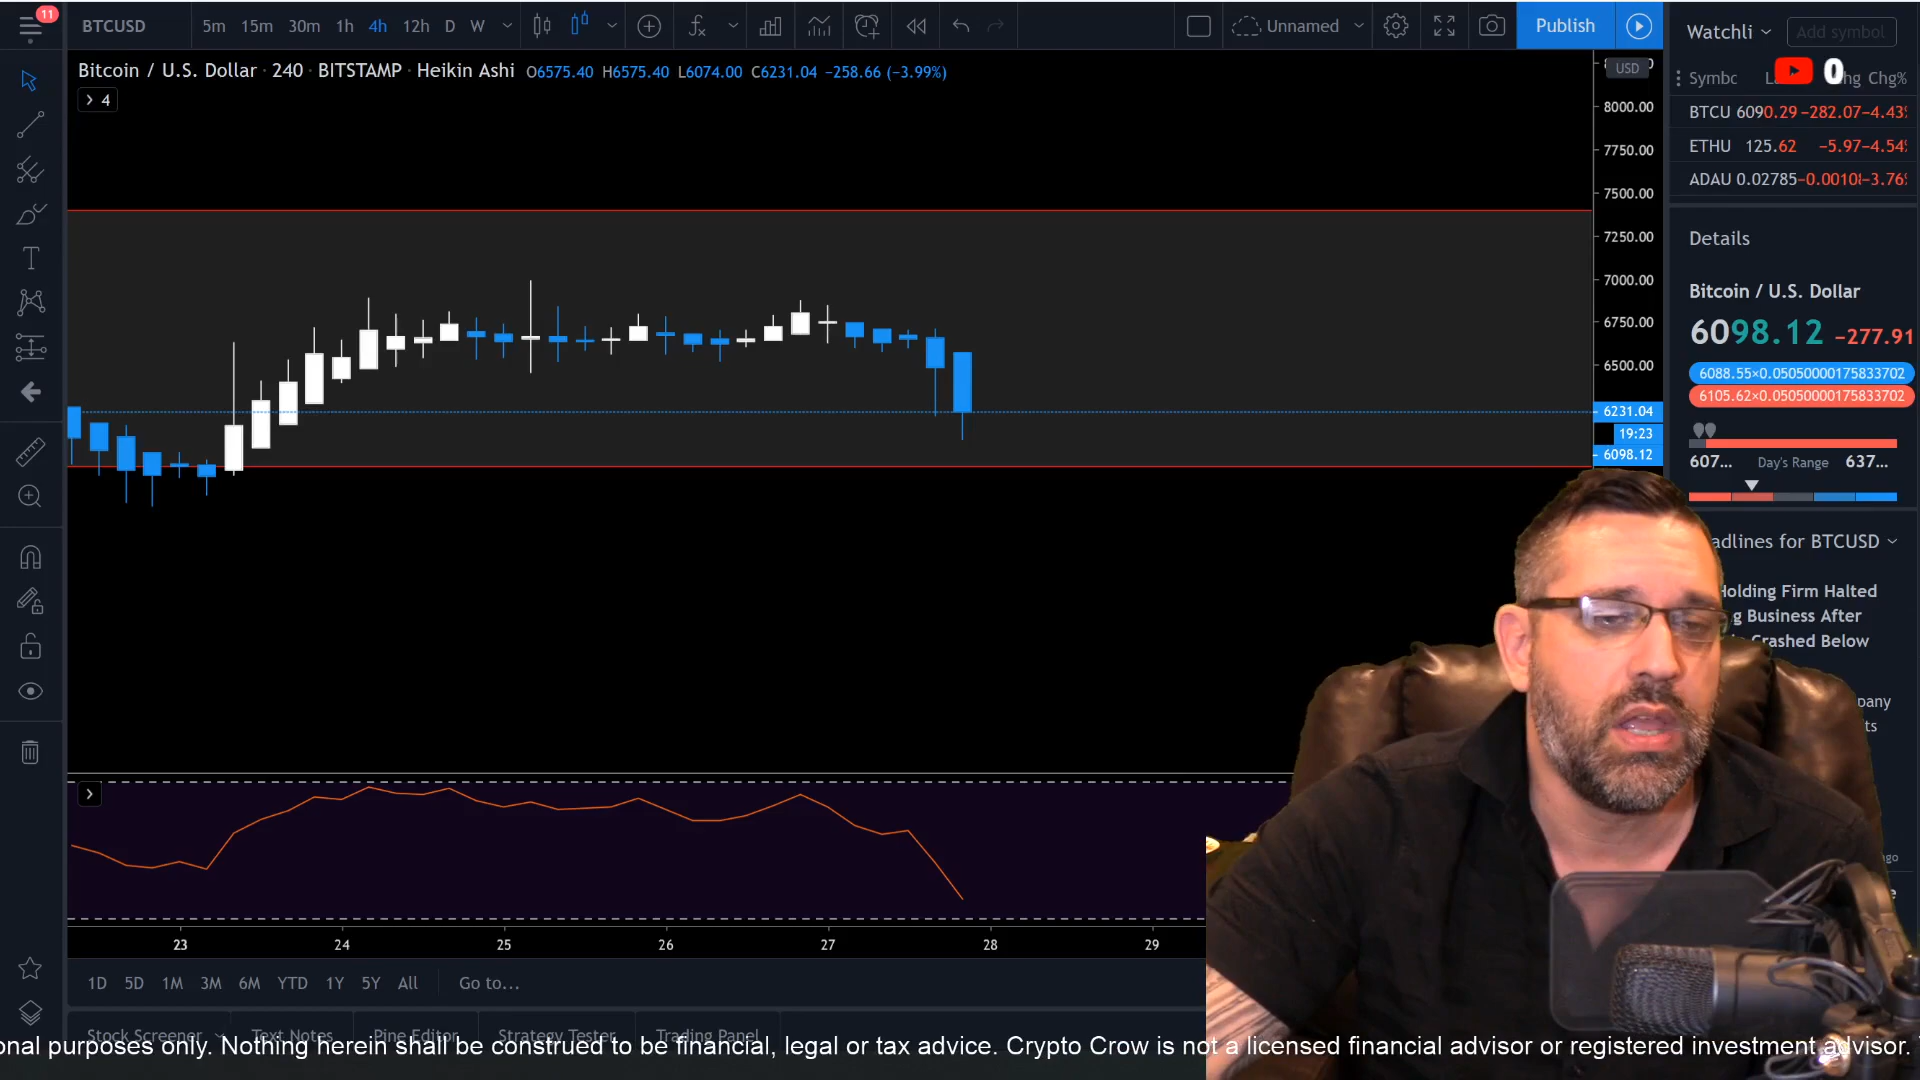 11
BTCUSD 5m 15m 30m 1h 4h 12h D W Unnamed Publish
Bitcoin / U.S. Dollar · 240 · BITSTAMP · Heikin Ashi O6575.40 H6575.40 L6074.00 C6231.04 −258.66 (−3.99%)
4
USD
8000.00
7750.00
7500.00
7250.00
7000.00
6750.00
6500.00
6231.04
19:23
6098.12
23 24 25 26 27 28 29
1D 5D 1M 3M 6M YTD 1Y 5Y All Go to...
Stock Screener Text Notes Pine Editor Strategy Tester Trading Panel
Watchli Add symbol
Symbc 0 Chg%
BTCU 6090.29 −282.07 −4.43
ETHU 125.62 −5.97 −4.54
ADAU 0.02785 −0.0010 −3.76
Details
Bitcoin / U.S. Dollar
6098.12 −277.91
6088.55×0.05050000175833702
6105.62×0.05050000175833702
607... Day's Range 637...
adlines for BTCUSD
Holding Firm Halted
g Business After
Crashed Below
pany
ts
ago
onal purposes only. Nothing herein shall be construed to be financial, legal or tax advice. Crypto Crow is not a licensed financial advisor or registered investment advisor.